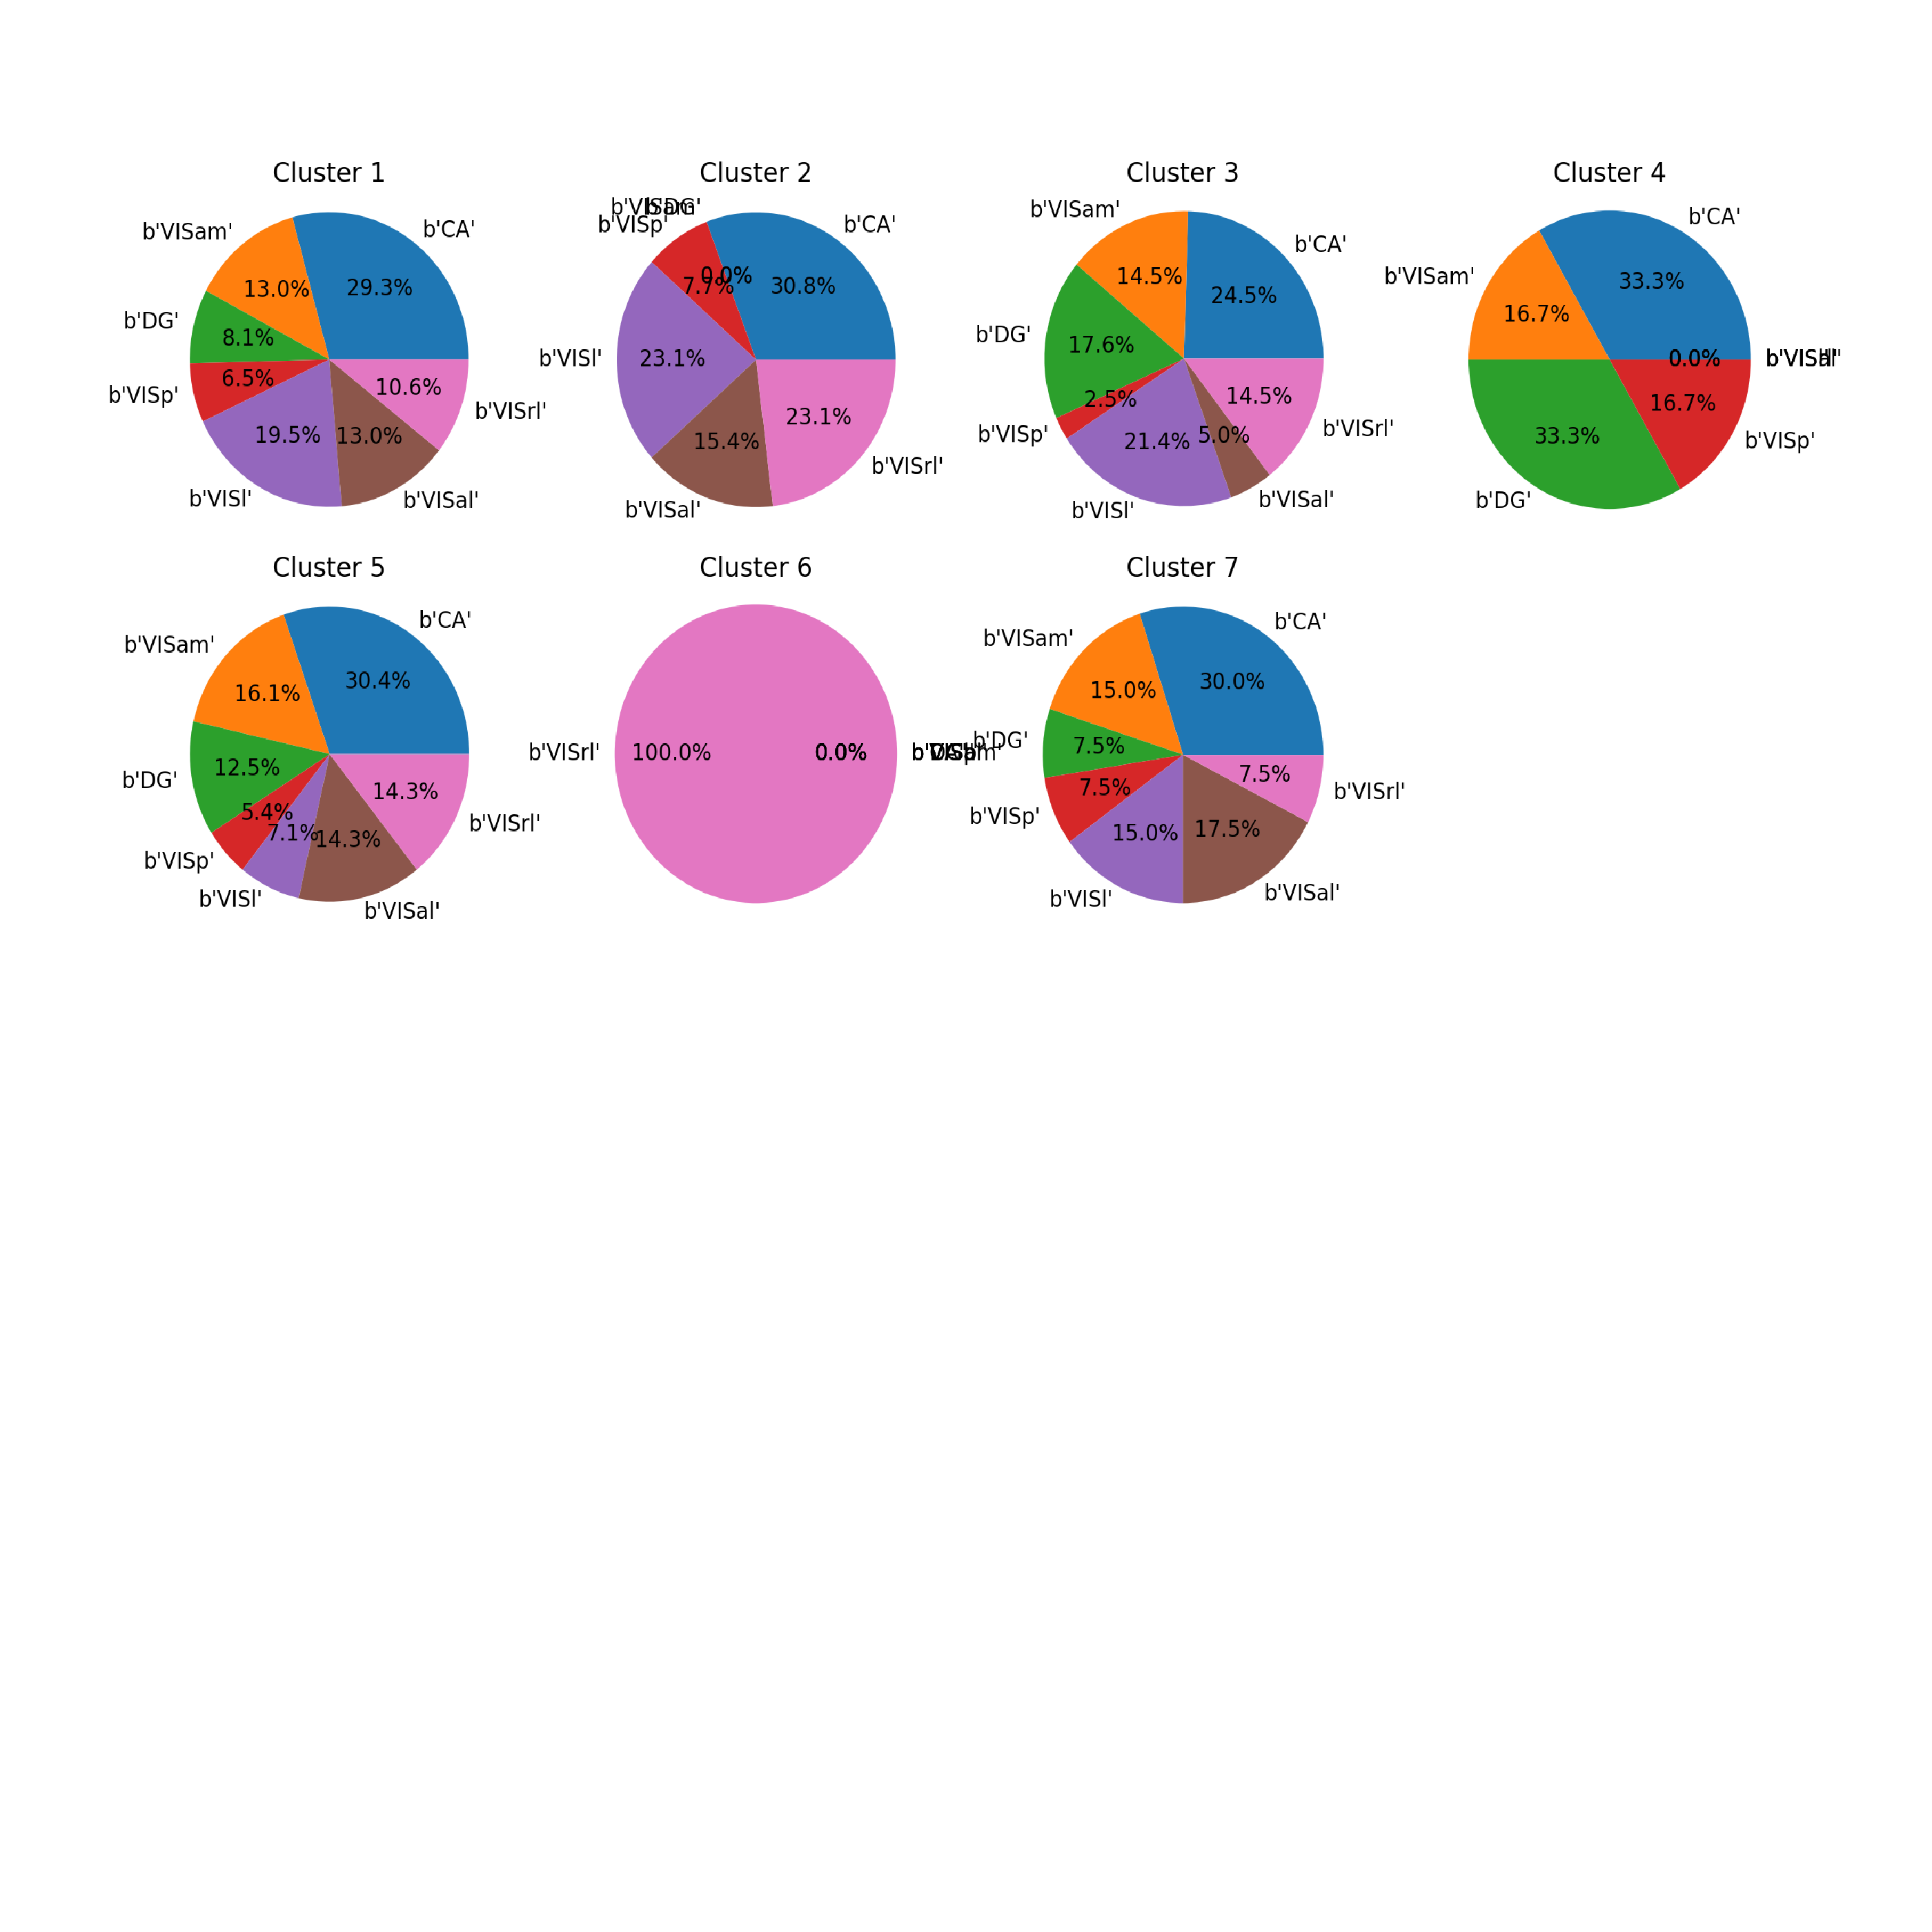 Cluster 1
b'CA'
29.3%
b'VISam'
13.0%
b'DG'
8.1%
b'VISp'
6.5%
b'VISl'
19.5%
b'VISal'
13.0%
b'VISrl'
10.6%
Cluster 2
b'CA'
30.8%
b'VISam'
b'DG'
0.0%
b'VISp'
7.7%
b'VISl'
23.1%
b'VISal'
15.4%
b'VISrl'
23.1%
Cluster 3
b'CA'
24.5%
b'VISam'
14.5%
b'DG'
17.6%
b'VISp'
2.5%
b'VISl'
21.4%
b'VISal'
5.0%
b'VISrl'
14.5%
Cluster 4
b'CA'
33.3%
b'VISam'
16.7%
b'DG'
33.3%
b'VISp'
16.7%
0.0%
Cluster 5
b'CA'
30.4%
b'VISam'
16.1%
b'DG'
12.5%
b'VISp'
5.4%
b'VISl'
7.1%
b'VISal'
14.3%
b'VISrl'
14.3%
Cluster 6
b'VISrl'
100.0%
0.0%
Cluster 7
b'CA'
30.0%
b'VISam'
15.0%
b'DG'
7.5%
b'VISp'
7.5%
b'VISl'
15.0%
b'VISal'
17.5%
b'VISrl'
7.5%